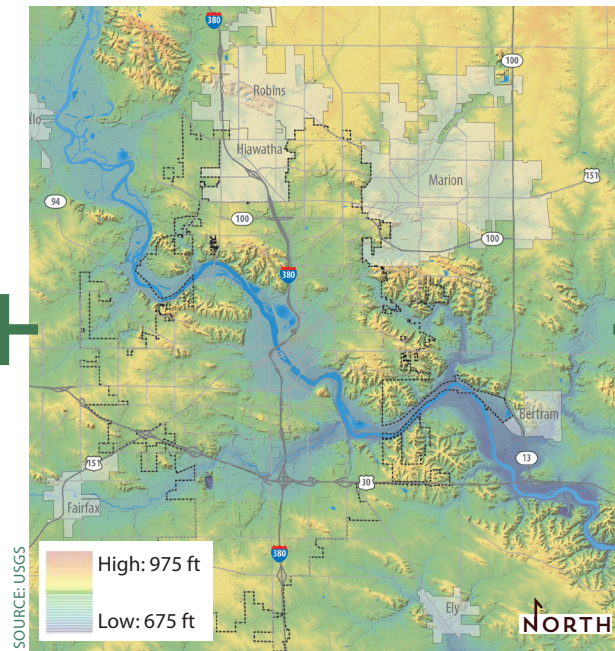 380
100
Robins
llo
Hiawatha
Marion
151
94
100
100
380
Bertram
13
151
30
Fairfax
380
High: 975 ft
Low: 675 ft
Ely
NORTH
SOURCE: USGS